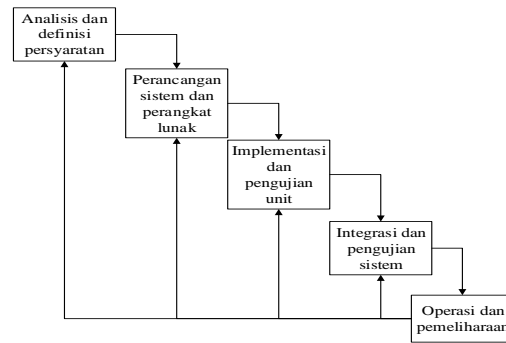 Analisis dan
definisi
persyaratan
Perancangan
sistem dan
perangkat
lunak
Implementasi
dan
pengujian
unit
Integrasi dan
pengujian
sistem
Operasi dan
pemeliharaan